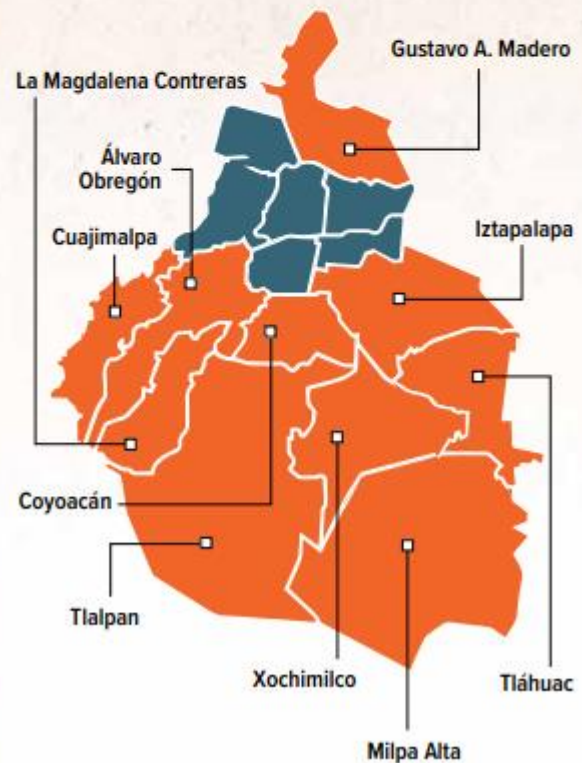 Gustavo A. Madero
La Magdalena Contreras
Álvaro
Obregón
Cuajimalpa
Iztapalapa
Coyoacán
Tlalpan
Xochimilco
Tláhuac
Milpa Alta